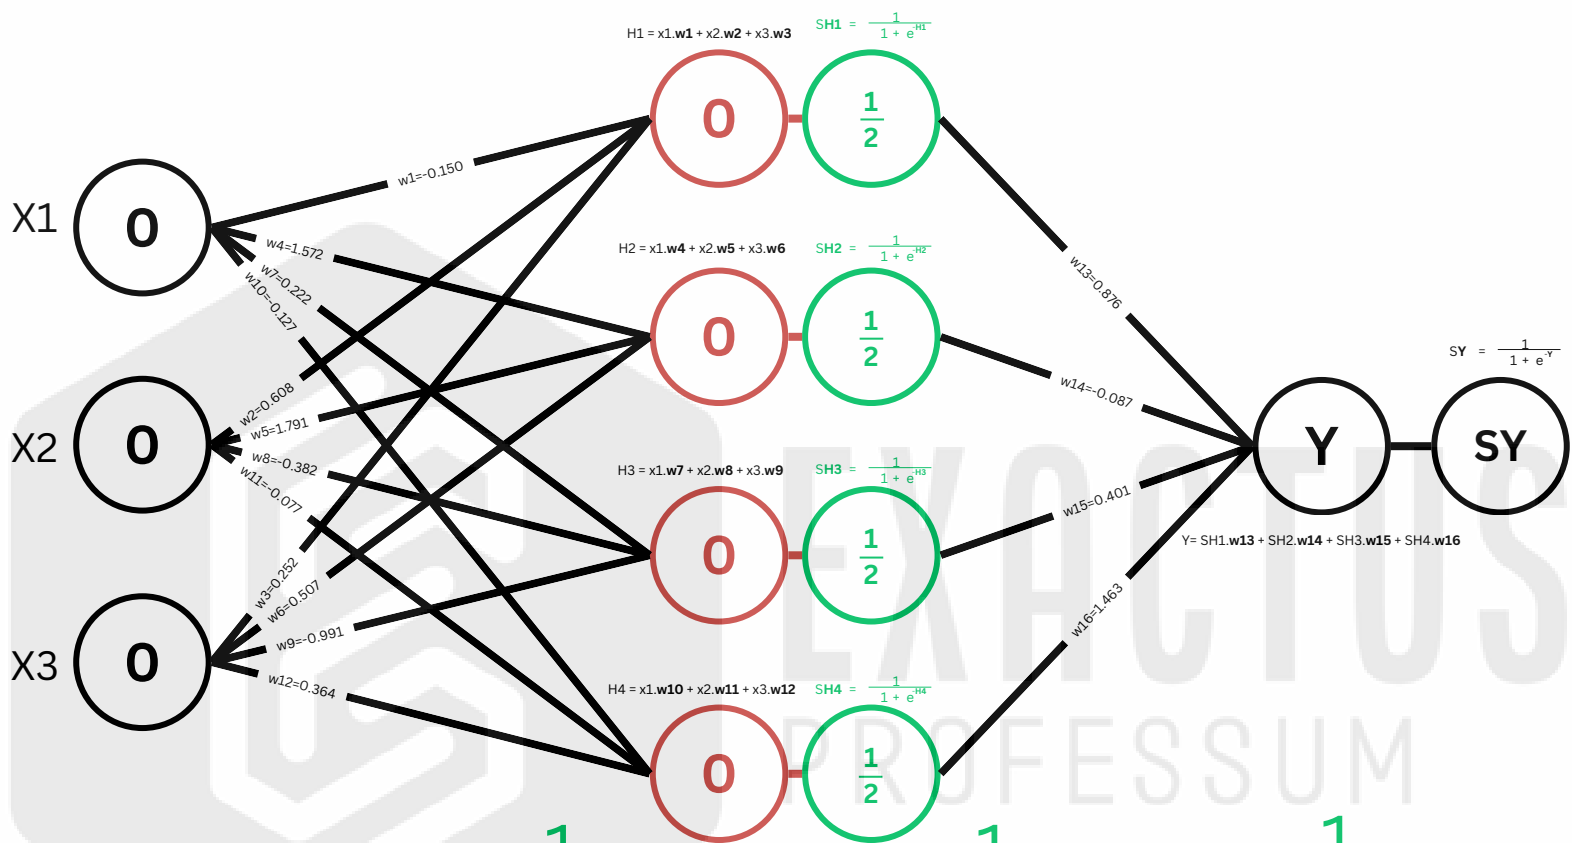 H1 = x1.w1 + x2.w2 + x3.w3
SH1 = 1 / 1 + e^-H1
0
1/2
w1=-0.150
X1
0
w4=1.572
w7=0.222
w10=-0.127
H2 = x1.w4 + x2.w5 + x3.w6
SH2 = 1 / 1 + e^-H2
0
1/2
w13=0.876
w14=-0.087
SY = 1 / 1 + e^-Y
X2
0
w2=0.608
w5=1.791
w8=-0.382
w11=-0.077
H3 = x1.w7 + x2.w8 + x3.w9
SH3 = 1 / 1 + e^-H3
0
1/2
w15=0.401
Y
SY
Y= SH1.w13 + SH2.w14 + SH3.w15 + SH4.w16
w16=1.463
X3
0
w3=0.252
w6=0.507
w9=-0.991
w12=0.364
H4 = x1.w10 + x2.w11 + x3.w12
SH4 = 1 / 1 + e^-H4
0
1/2
EXACTUS
PROFESSUM
1 1 1